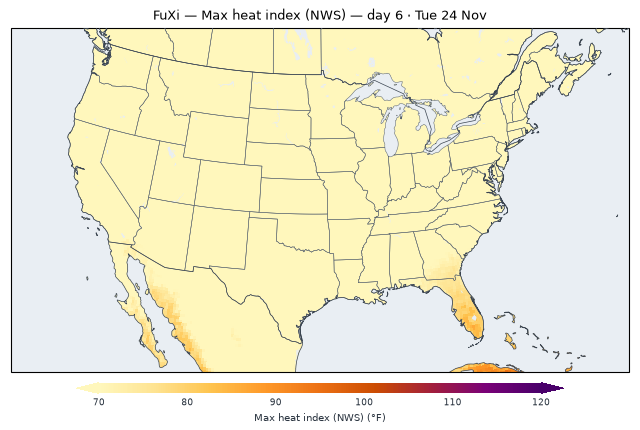 FuXi — Max heat index (NWS) — day 6 · Tue 24 Nov
70 80 90 100 110 120
Max heat index (NWS) (°F)